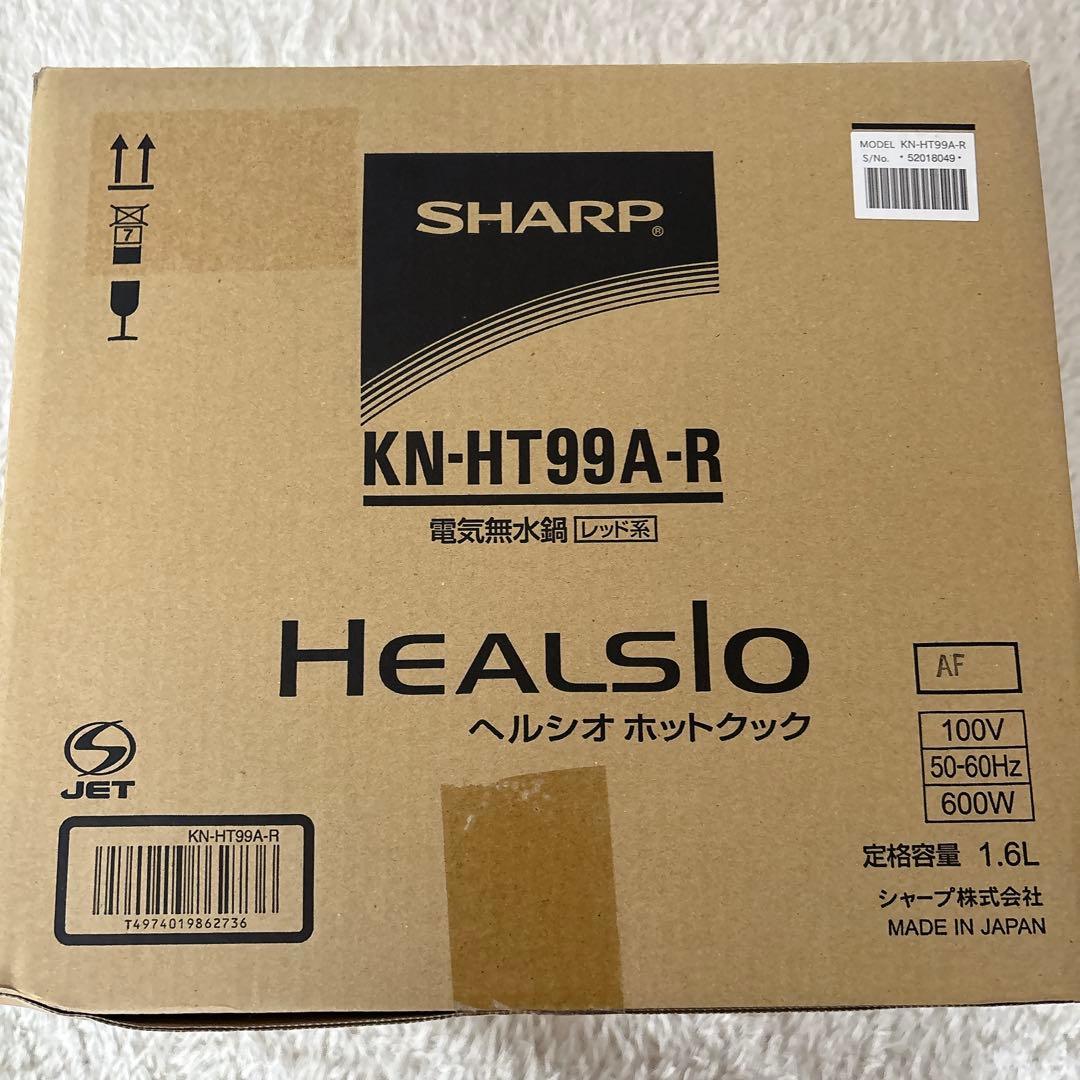 MODEL KN-HT99A-R
S/No. * 52018049 *
7
SHARP®
KN-HT99A-R
電気無水鍋 レッド系
HEALSIO
ヘルシオ ホットクック
AF
100V
50-60Hz
600W
定格容量 1.6L
シャープ株式会社
MADE IN JAPAN
S
JET
KN-HT99A-R
T4974019862736